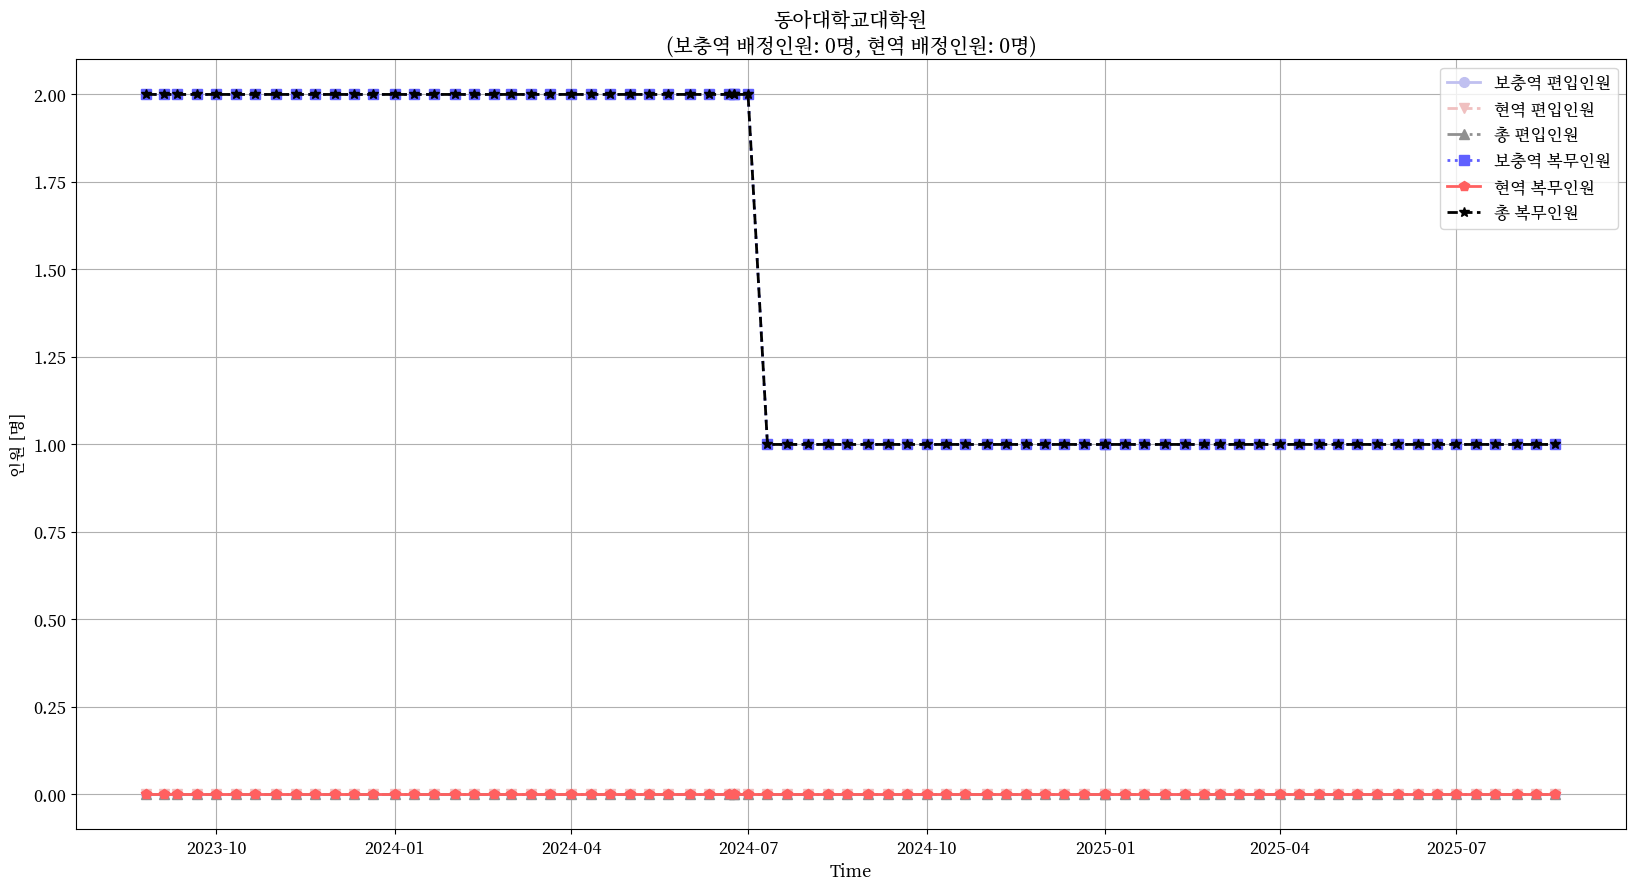 동아대학교대학원
(보충역 배정인원: 0명, 현역 배정인원: 0명)
보충역 편입인원
현역 편입인원
총 편입인원
보충역 복무인원
현역 복무인원
총 복무인원
인원 [명]
2.00
1.75
1.50
1.25
1.00
0.75
0.50
0.25
0.00
2023-10
2024-01
2024-04
2024-07
2024-10
2025-01
2025-04
2025-07
Time